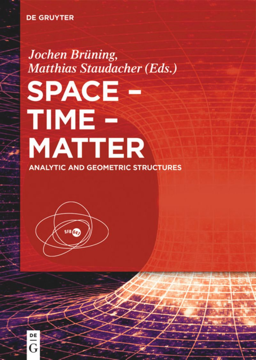 DE GRUYTER
Jochen Brüning,
Matthias Staudacher (Eds.)
SPACE –
TIME –
MATTER
ANALYTIC AND GEOMETRIC STRUCTURES
DE
G